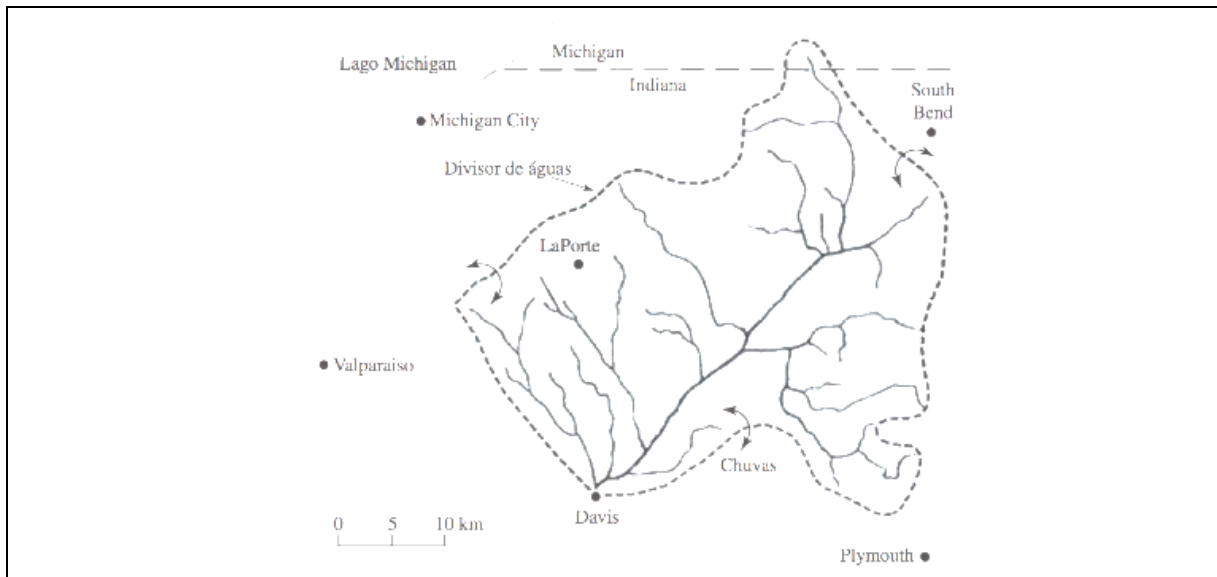 Michigan
Lago Michigan
Indiana
South
Bend
Michigan City
Divisor de águas
LaPorte
Valparaiso
Chuvas
Davis
0 5 10 km
Plymouth